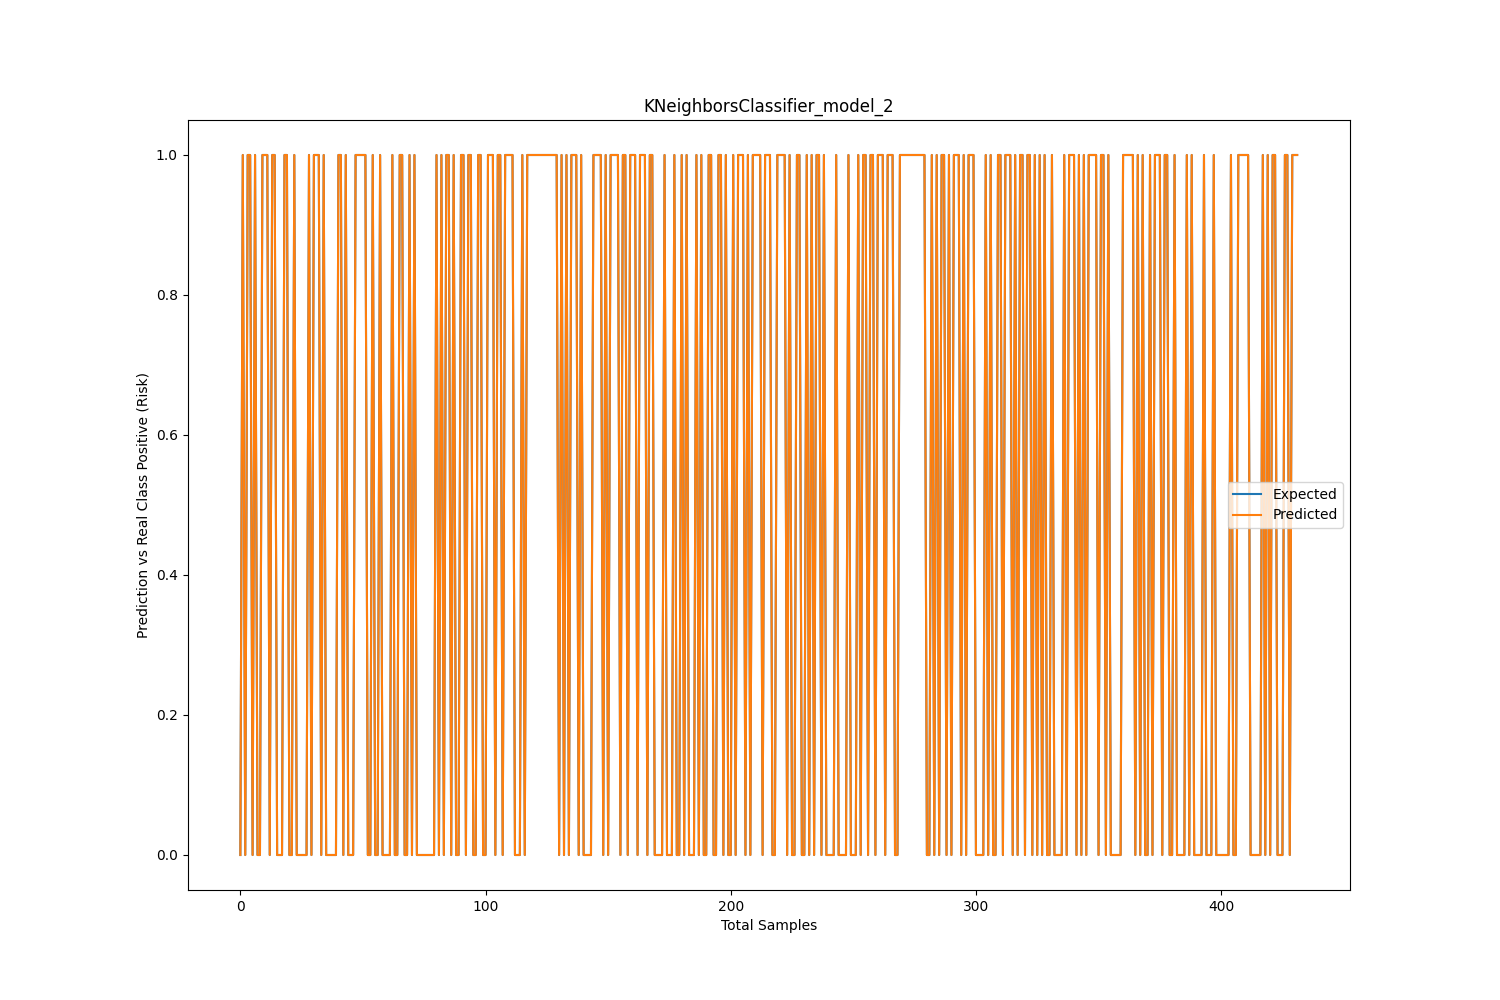 KNeighborsClassifier_model_2
1.0
0.8
0.6
0.4
0.2
0.0
Prediction vs Real Class Positive (Risk)
Expected
Predicted
0 100 200 300 400
Total Samples